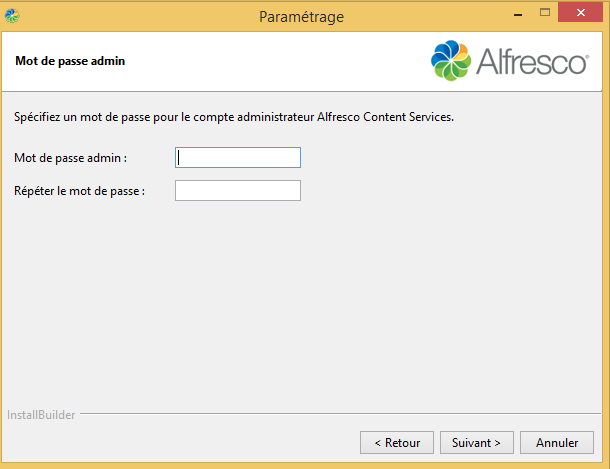 Paramétrage
Mot de passe admin
Alfresco®
Spécifiez un mot de passe pour le compte administrateur Alfresco Content Services.
Mot de passe admin :
Répéter le mot de passe :
InstallBuilder
< Retour
Suivant >
Annuler